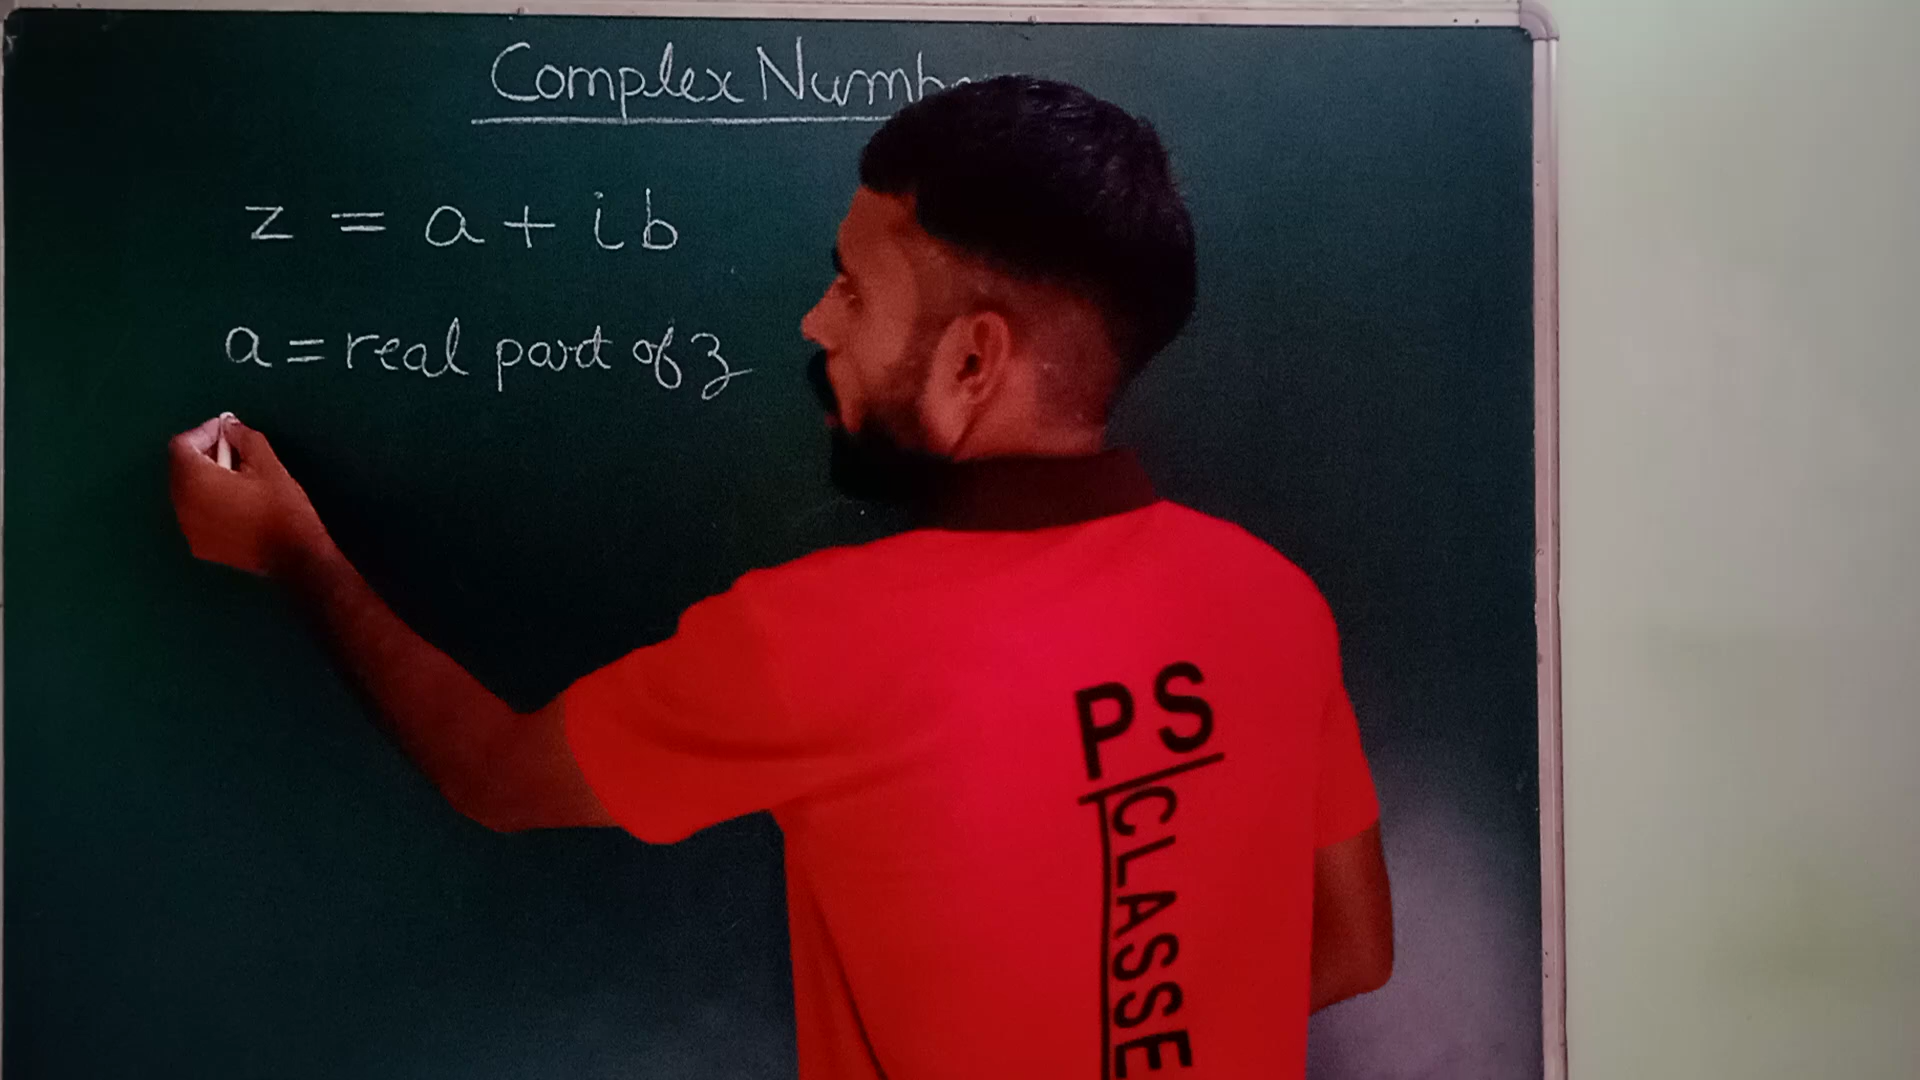 Complex Numb
z = a + ib
a = real part of z
PS
CLASSE